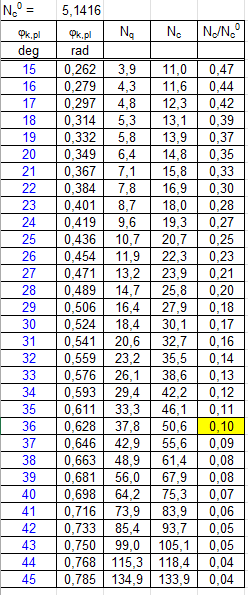 Nc⁰ = 5,1416
φk,pl φk,pl Nq Nc Nc/Nc⁰
deg rad
15 0,262 3,9 11,0 0,47
16 0,279 4,3 11,6 0,44
17 0,297 4,8 12,3 0,42
18 0,314 5,3 13,1 0,39
19 0,332 5,8 13,9 0,37
20 0,349 6,4 14,8 0,35
21 0,367 7,1 15,8 0,33
22 0,384 7,8 16,9 0,30
23 0,401 8,7 18,0 0,28
24 0,419 9,6 19,3 0,27
25 0,436 10,7 20,7 0,25
26 0,454 11,9 22,3 0,23
27 0,471 13,2 23,9 0,21
28 0,489 14,7 25,8 0,20
29 0,506 16,4 27,9 0,18
30 0,524 18,4 30,1 0,17
31 0,541 20,6 32,7 0,16
32 0,559 23,2 35,5 0,14
33 0,576 26,1 38,6 0,13
34 0,593 29,4 42,2 0,12
35 0,611 33,3 46,1 0,11
36 0,628 37,8 50,6 0,10
37 0,646 42,9 55,6 0,09
38 0,663 48,9 61,4 0,08
39 0,681 56,0 67,9 0,08
40 0,698 64,2 75,3 0,07
41 0,716 73,9 83,9 0,06
42 0,733 85,4 93,7 0,05
43 0,750 99,0 105,1 0,05
44 0,768 115,3 118,4 0,04
45 0,785 134,9 133,9 0,04